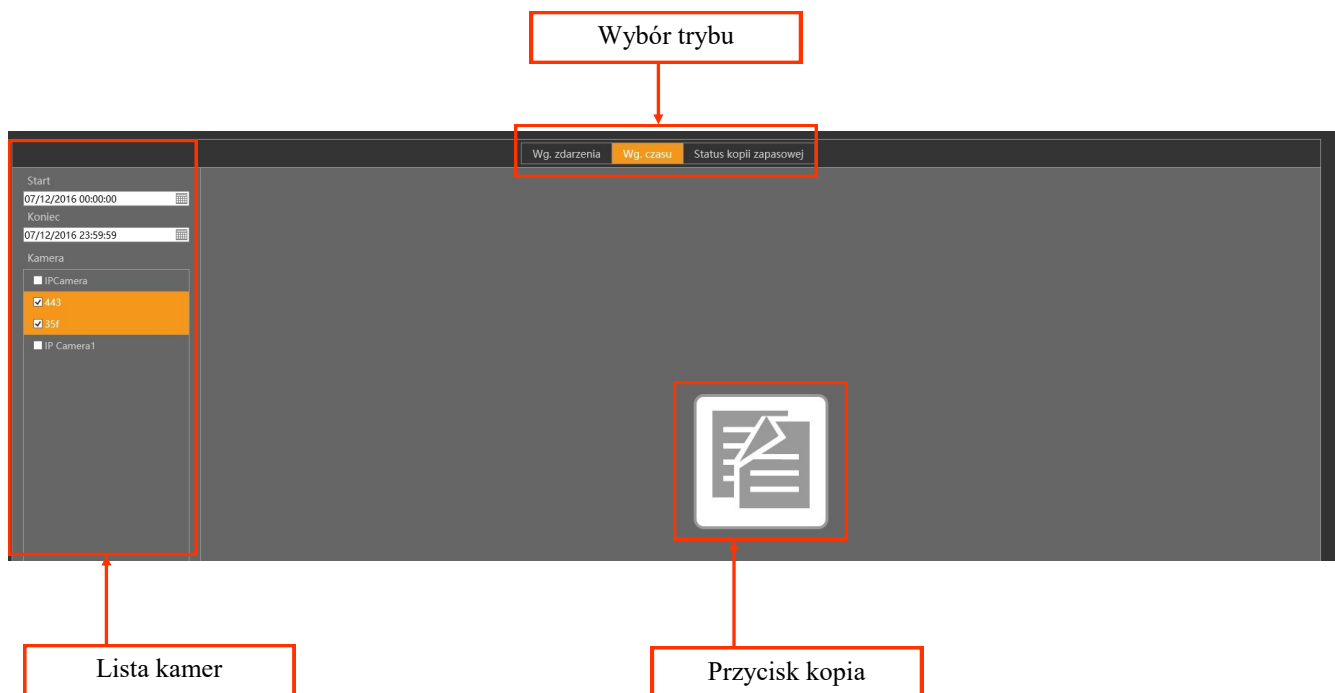 Wybór trybu
Wg. zdarzenia Wg. czasu Status kopii zapasowej
Start
07/12/2016 00:00:00
Koniec
07/12/2016 23:59:59
Kamera
IPCamera
443
35f
IP Camera1
Lista kamer
Przycisk kopia